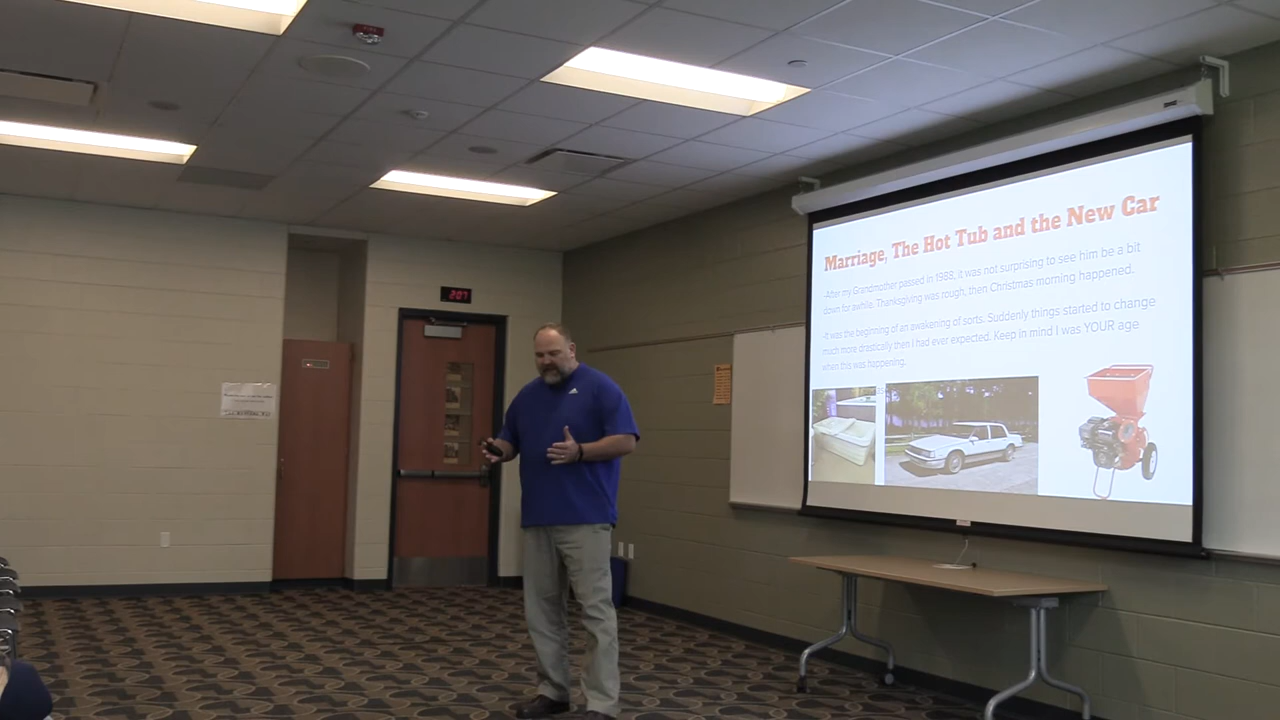 Marriage, The Hot Tub and the New Car
-After my Grandmother passed in 1988, it was not surprising to see him be a bit
down for awhile. Thanksgiving was rough, then Christmas morning happened.
-It was the beginning of an awakening of sorts. Suddenly things started to change
much more drastically then I had ever expected. Keep in mind I was YOUR age
when this was happening.
2:07